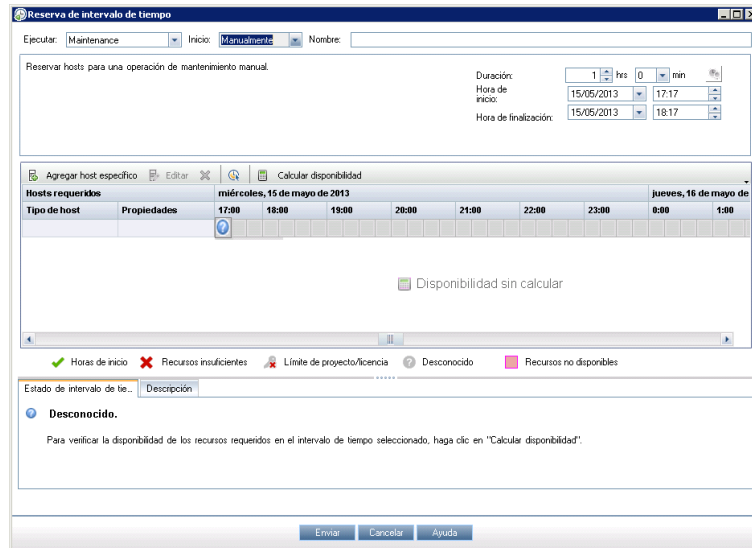 Reserva de intervalo de tiempo
Ejecutar: Maintenance Inicio: Manualmente Nombre:
Reservar hosts para una operación de mantenimiento manual.
Duración: 1 hrs 0 min
Hora de inicio: 15/05/2013 17:17
Hora de finalización: 15/05/2013 18:17
Agregar host específico Editar Calcular disponibilidad
Hosts requeridos miércoles, 15 de mayo de 2013 jueves, 16 de mayo de
Tipo de host Propiedades 17:00 18:00 19:00 20:00 21:00 22:00 23:00 0:00 1:00
Disponibilidad sin calcular
Horas de inicio Recursos insuficientes Límite de proyecto/licencia Desconocido Recursos no disponibles
Estado de intervalo de tie... Descripción
Desconocido.
Para verificar la disponibilidad de los recursos requeridos en el intervalo de tiempo seleccionado, haga clic en "Calcular disponibilidad".
Enviar Cancelar Ayuda